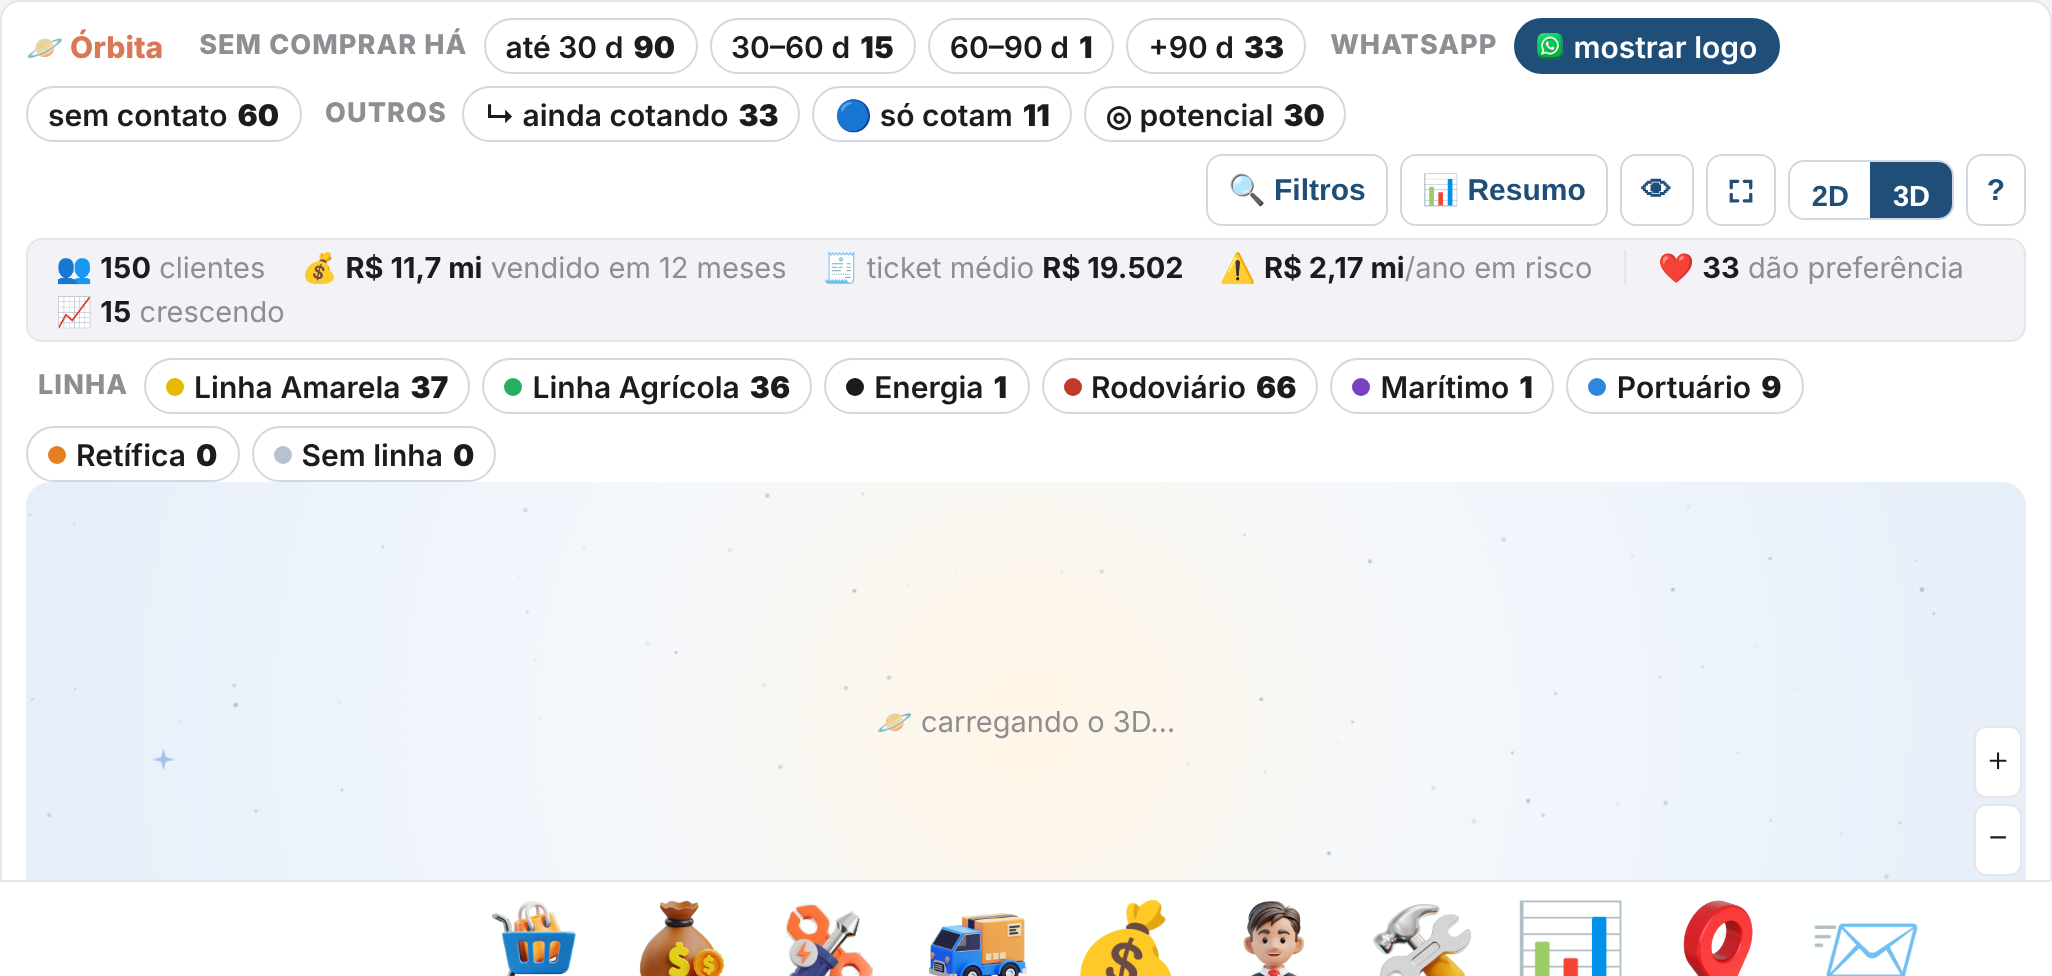 🪐 Órbita SEM COMPRAR HÁ até 30 d 90 30–60 d 15 60–90 d 1 +90 d 33 WHATSAPP mostrar logo
sem contato 60 OUTROS ↳ ainda cotando 33 🔵 só cotam 11 ◎ potencial 30
🔍 Filtros 📊 Resumo 👁 ⛶ 2D 3D ?
👥 150 clientes 💰 R$ 11,7 mi vendido em 12 meses 🧾 ticket médio R$ 19.502 ⚠️ R$ 2,17 mi/ano em risco ❤️ 33 dão preferência
📈 15 crescendo
LINHA Linha Amarela 37 Linha Agrícola 36 Energia 1 Rodoviário 66 Marítimo 1 Portuário 9
Retífica 0 Sem linha 0
🪐 carregando o 3D...
+
−